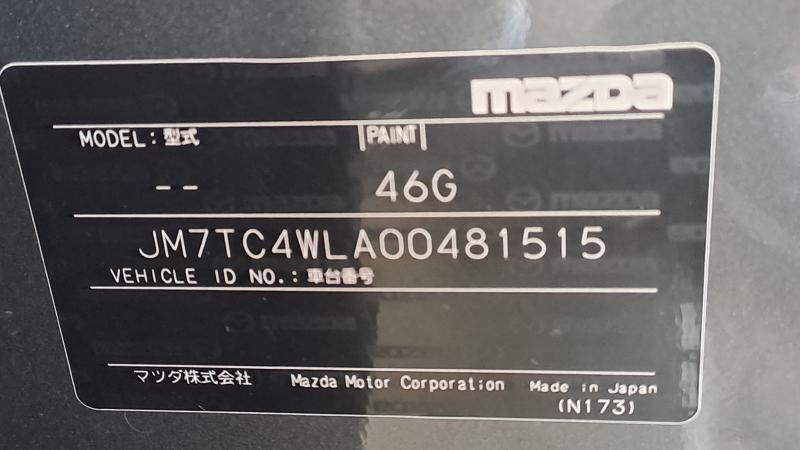 mazda
MODEL: 型式 PAINT
-- 46G
JM7TC4WLA00481515
VEHICLE ID NO.: 車台番号
マツダ株式会社 Mazda Motor Corporation Made in Japan
(N173)